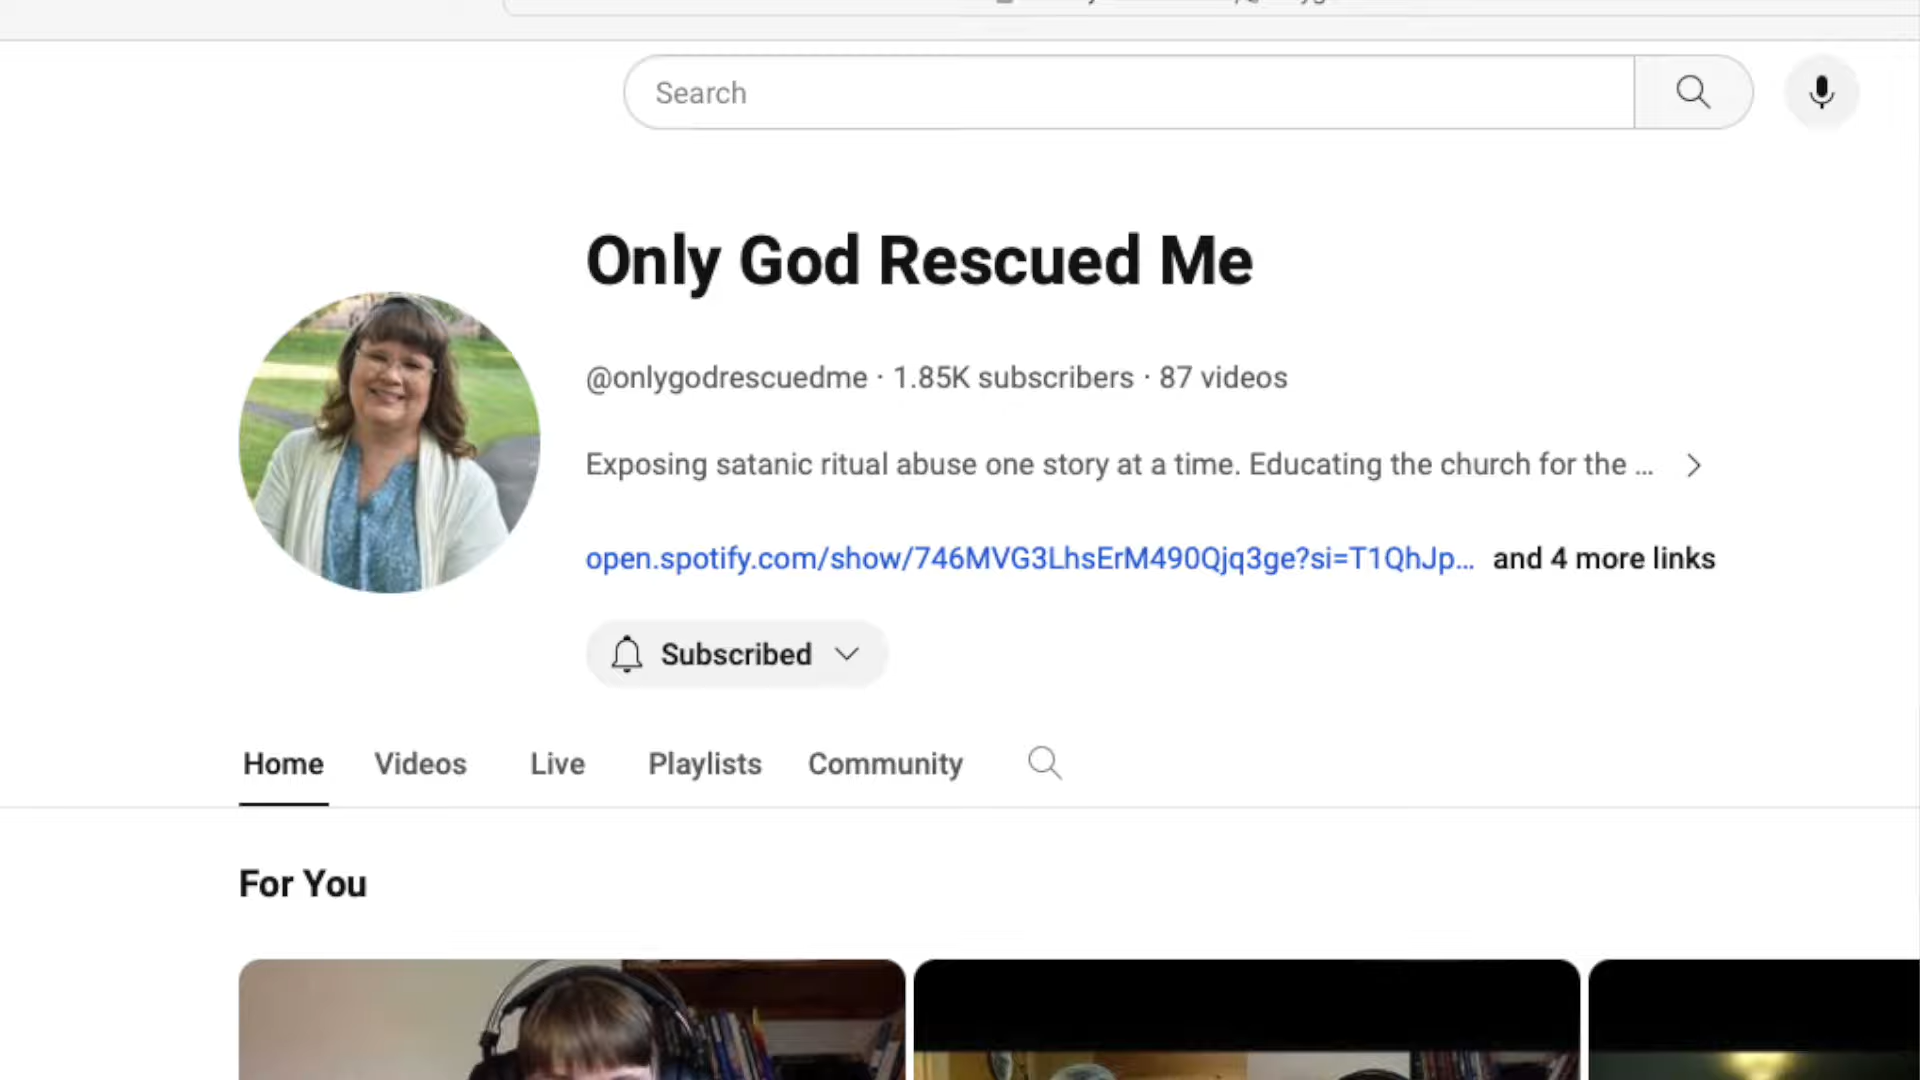 Search
Only God Rescued Me
@onlygodrescuedme · 1.85K subscribers · 87 videos
Exposing satanic ritual abuse one story at a time. Educating the church for the ...
open.spotify.com/show/746MVG3LhsErM490Qjq3ge?si=T1QhJp... and 4 more links
Subscribed
Home Videos Live Playlists Community
For You